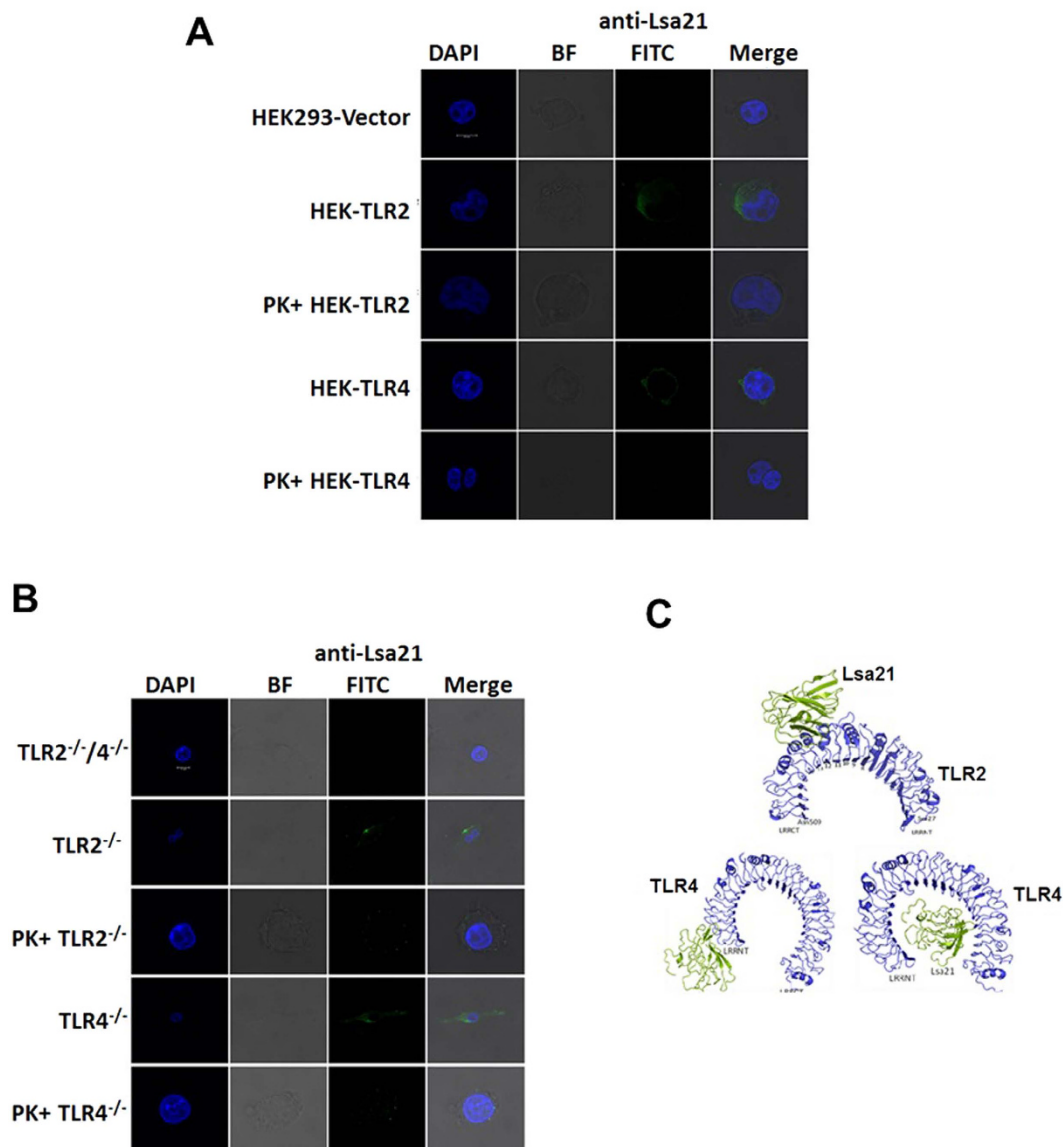 A
anti-Lsa21
DAPI BF FITC Merge
HEK293-Vector
HEK-TLR2
PK+ HEK-TLR2
HEK-TLR4
PK+ HEK-TLR4
B
anti-Lsa21
DAPI BF FITC Merge
TLR2-/-/4-/-
TLR2-/-
PK+ TLR2-/-
TLR4-/-
PK+ TLR4-/-
C
Lsa21
TLR2
LRRCT
TLR4
TLR4
LRRNT
LRRNT
Lsa21